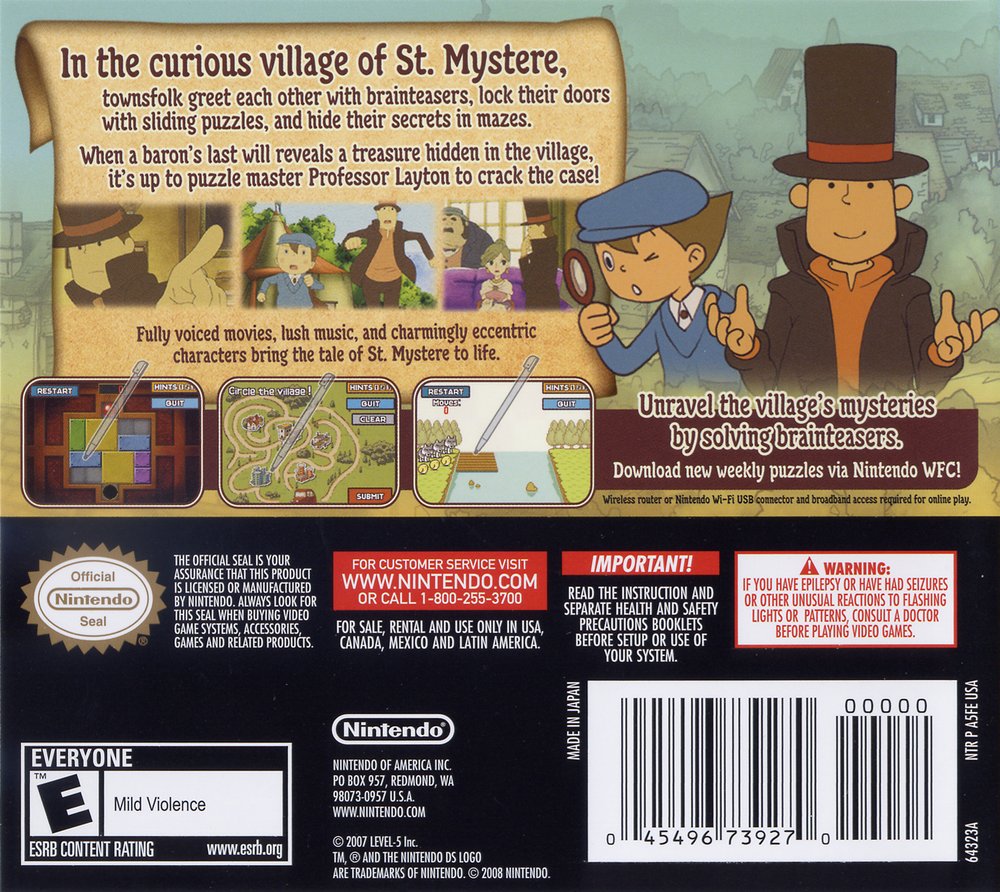 In the curious village of St. Mystere,
townsfolk greet each other with brainteasers, lock their doors
with sliding puzzles, and hide their secrets in mazes.
When a baron's last will reveals a treasure hidden in the village,
it's up to puzzle master Professor Layton to crack the case!
Fully voiced movies, lush music, and charmingly eccentric
characters bring the tale of St. Mystere to life.
RESTART
HINTS
QUIT
Circle the village!
HINTS
QUIT
CLEAR
SUBMIT
RESTART
Moves:
0
HINTS
QUIT
Unravel the village's mysteries
by solving brainteasers.
Download new weekly puzzles via Nintendo WFC!
Wireless router or Nintendo Wi-Fi USB connector and broadband access required for online play.
Official
Nintendo
Seal
®
THE OFFICIAL SEAL IS YOUR
ASSURANCE THAT THIS PRODUCT
IS LICENSED OR MANUFACTURED
BY NINTENDO. ALWAYS LOOK FOR
THIS SEAL WHEN BUYING VIDEO
GAME SYSTEMS, ACCESSORIES,
GAMES AND RELATED PRODUCTS.
FOR CUSTOMER SERVICE VISIT
WWW.NINTENDO.COM
OR CALL 1-800-255-3700
FOR SALE, RENTAL AND USE ONLY IN USA,
CANADA, MEXICO AND LATIN AMERICA.
IMPORTANT!
READ THE INSTRUCTION AND
SEPARATE HEALTH AND SAFETY
PRECAUTIONS BOOKLETS
BEFORE SETUP OR USE OF
YOUR SYSTEM.
WARNING:
IF YOU HAVE EPILEPSY OR HAVE HAD SEIZURES
OR OTHER UNUSUAL REACTIONS TO FLASHING
LIGHTS OR PATTERNS, CONSULT A DOCTOR
BEFORE PLAYING VIDEO GAMES.
EVERYONE
TM
E
Mild Violence
ESRB CONTENT RATING www.esrb.org
Nintendo®
NINTENDO OF AMERICA INC.
PO BOX 957, REDMOND, WA
98073-0957 U.S.A.
WWW.NINTENDO.COM
© 2007 LEVEL-5 Inc.
TM, ® AND THE NINTENDO DS LOGO
ARE TRADEMARKS OF NINTENDO. © 2008 NINTENDO.
MADE IN JAPAN
00000
0 45496 73927 0
NTR P A5FE USA
64323A